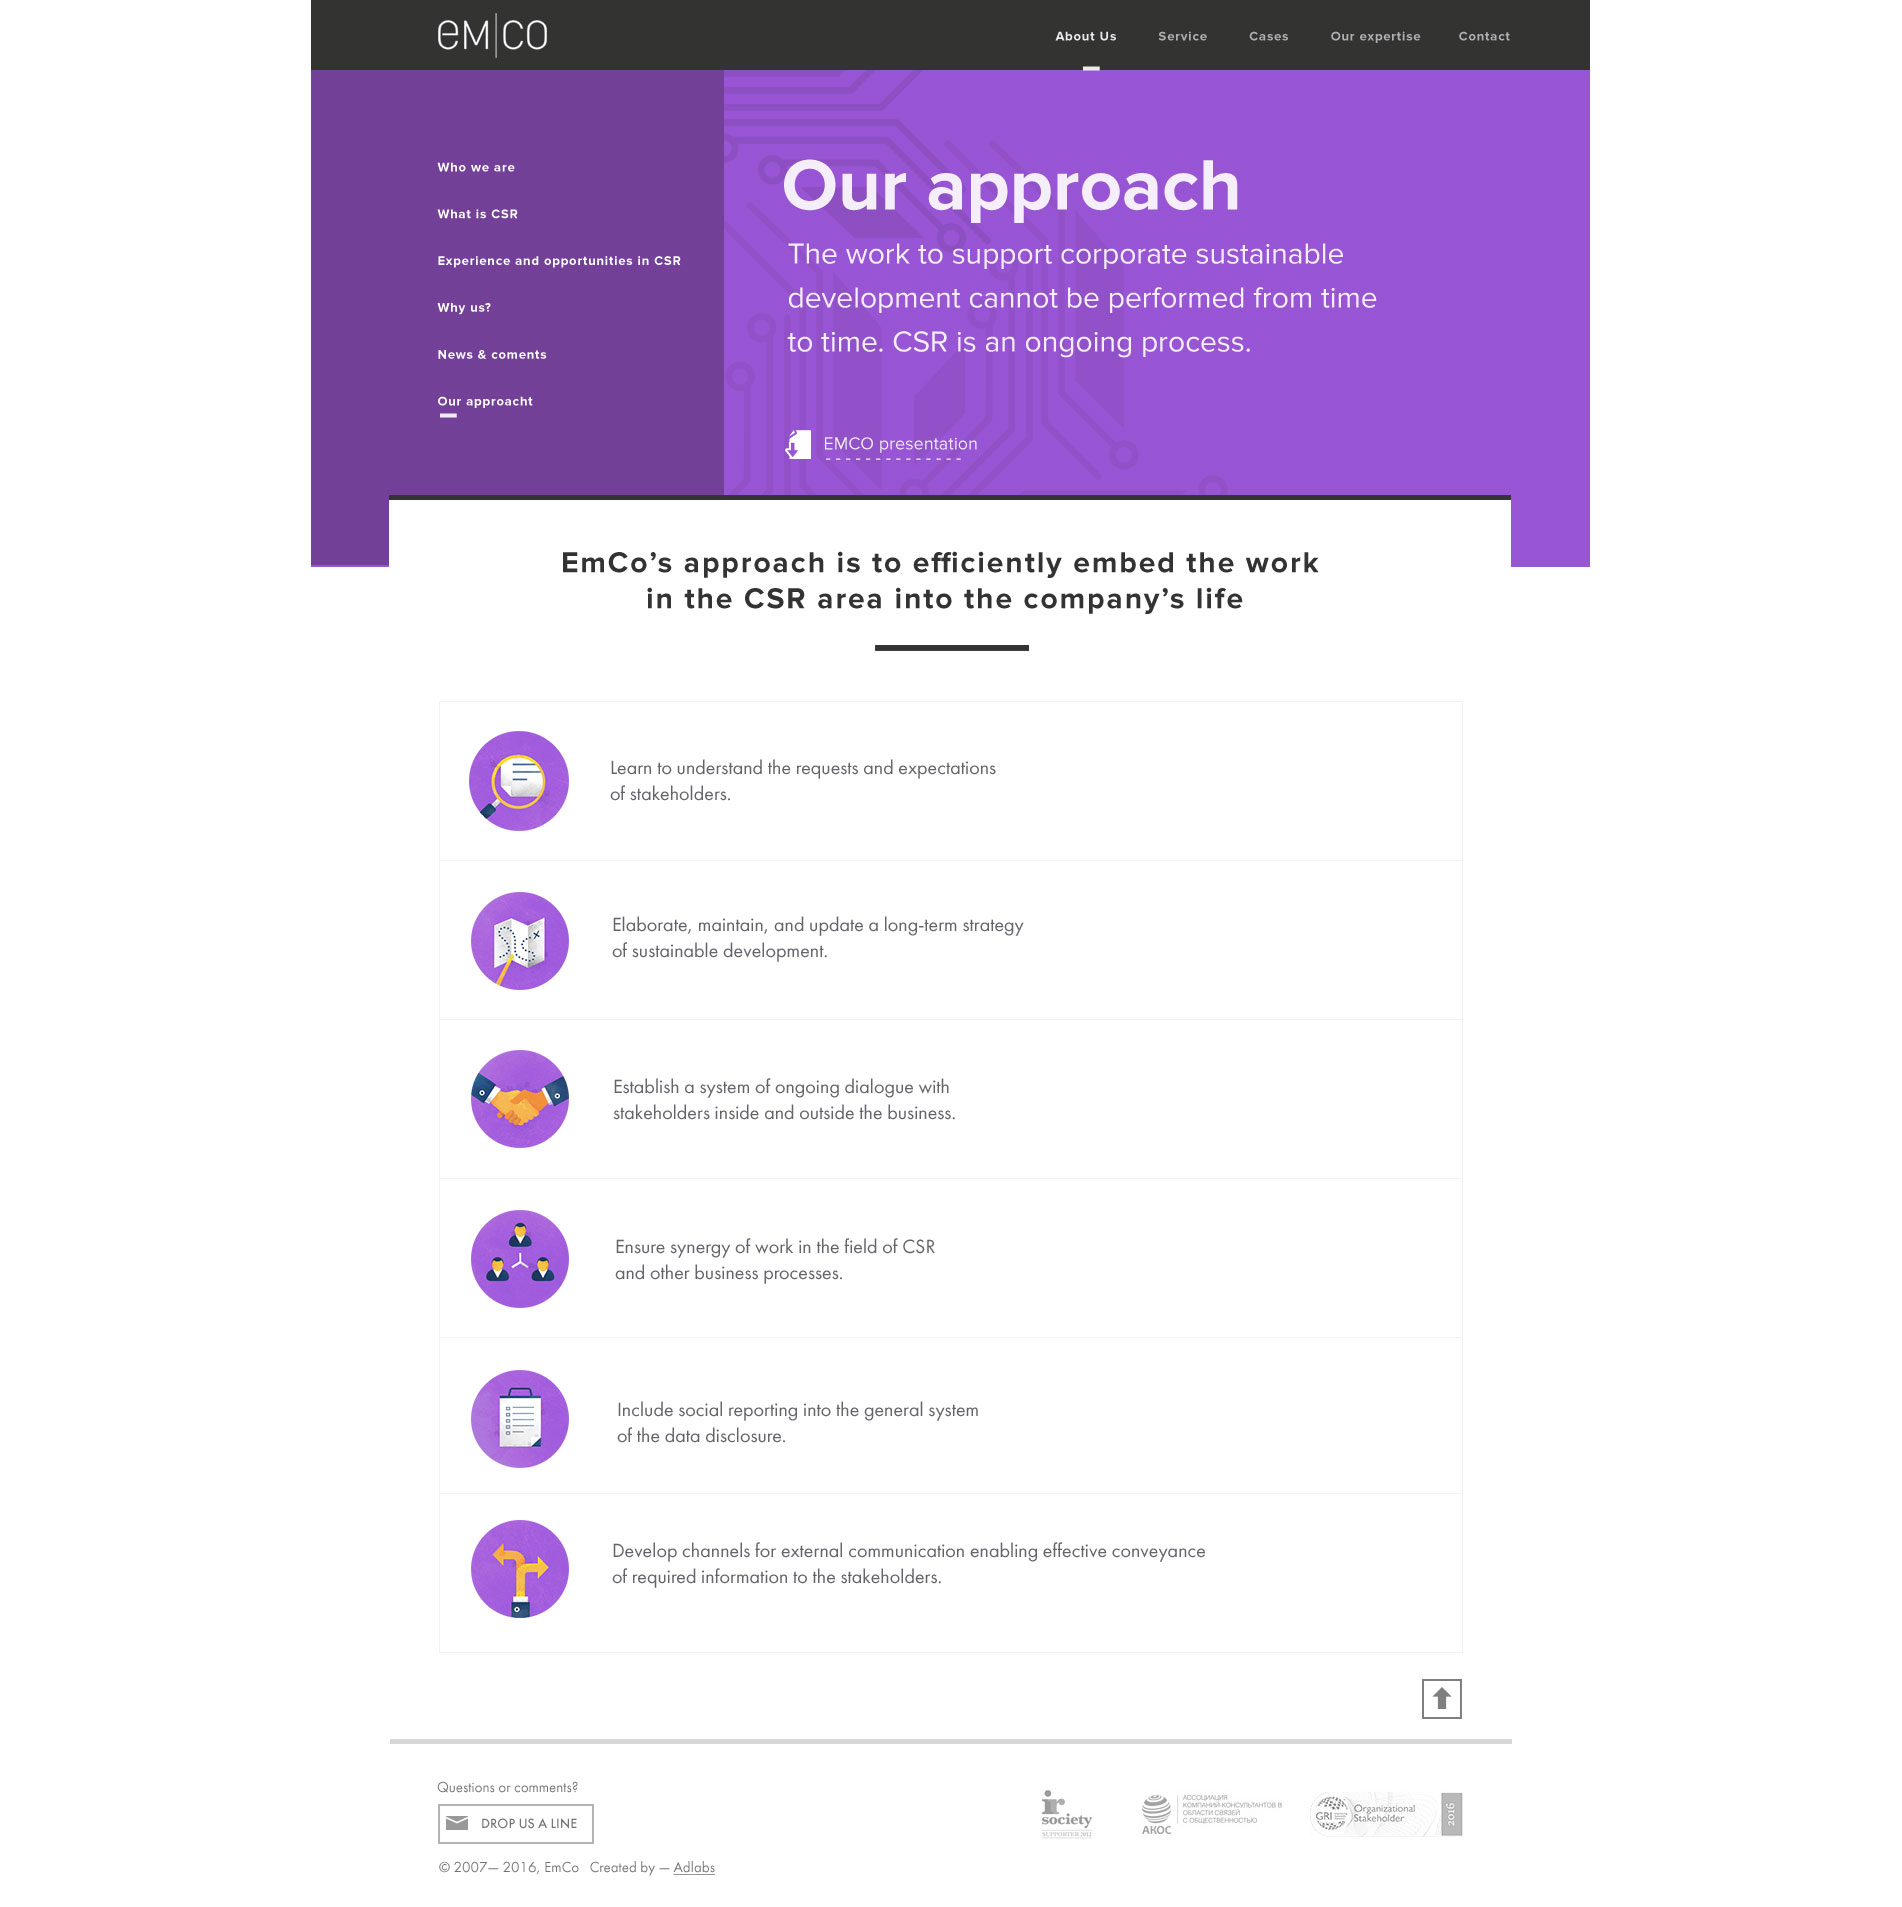 eMCO
About Us
Service
Cases
Our expertise
Contact
Who we are
What is CSR
Experience and opportunities in CSR
Why us?
News & coments
Our approacht
Our approach
The work to support corporate sustainable
development cannot be performed from time
to time. CSR is an ongoing process.
EMCO presentation
EmCo’s approach is to efficiently embed the work
in the CSR area into the company’s life
Learn to understand the requests and expectations
of stakeholders.
Elaborate, maintain, and update a long-term strategy
of sustainable development.
Establish a system of ongoing dialogue with
stakeholders inside and outside the business.
Ensure synergy of work in the field of CSR
and other business processes.
Include social reporting into the general system
of the data disclosure.
Develop channels for external communication enabling effective conveyance
of required information to the stakeholders.
Questions or comments?
DROP US A LINE
© 2007— 2016, EmCo Created by — Adlabs
ir
society
SUPPORTER 2012
АКОС
АССОЦИАЦИЯ
КОМПАНИЙ-КОНСУЛЬТАНТОВ В
ОБЛАСТИ СВЯЗЕЙ
С ОБЩЕСТВЕННОСТЬЮ
GRI
Organizational
Stakeholder
2016